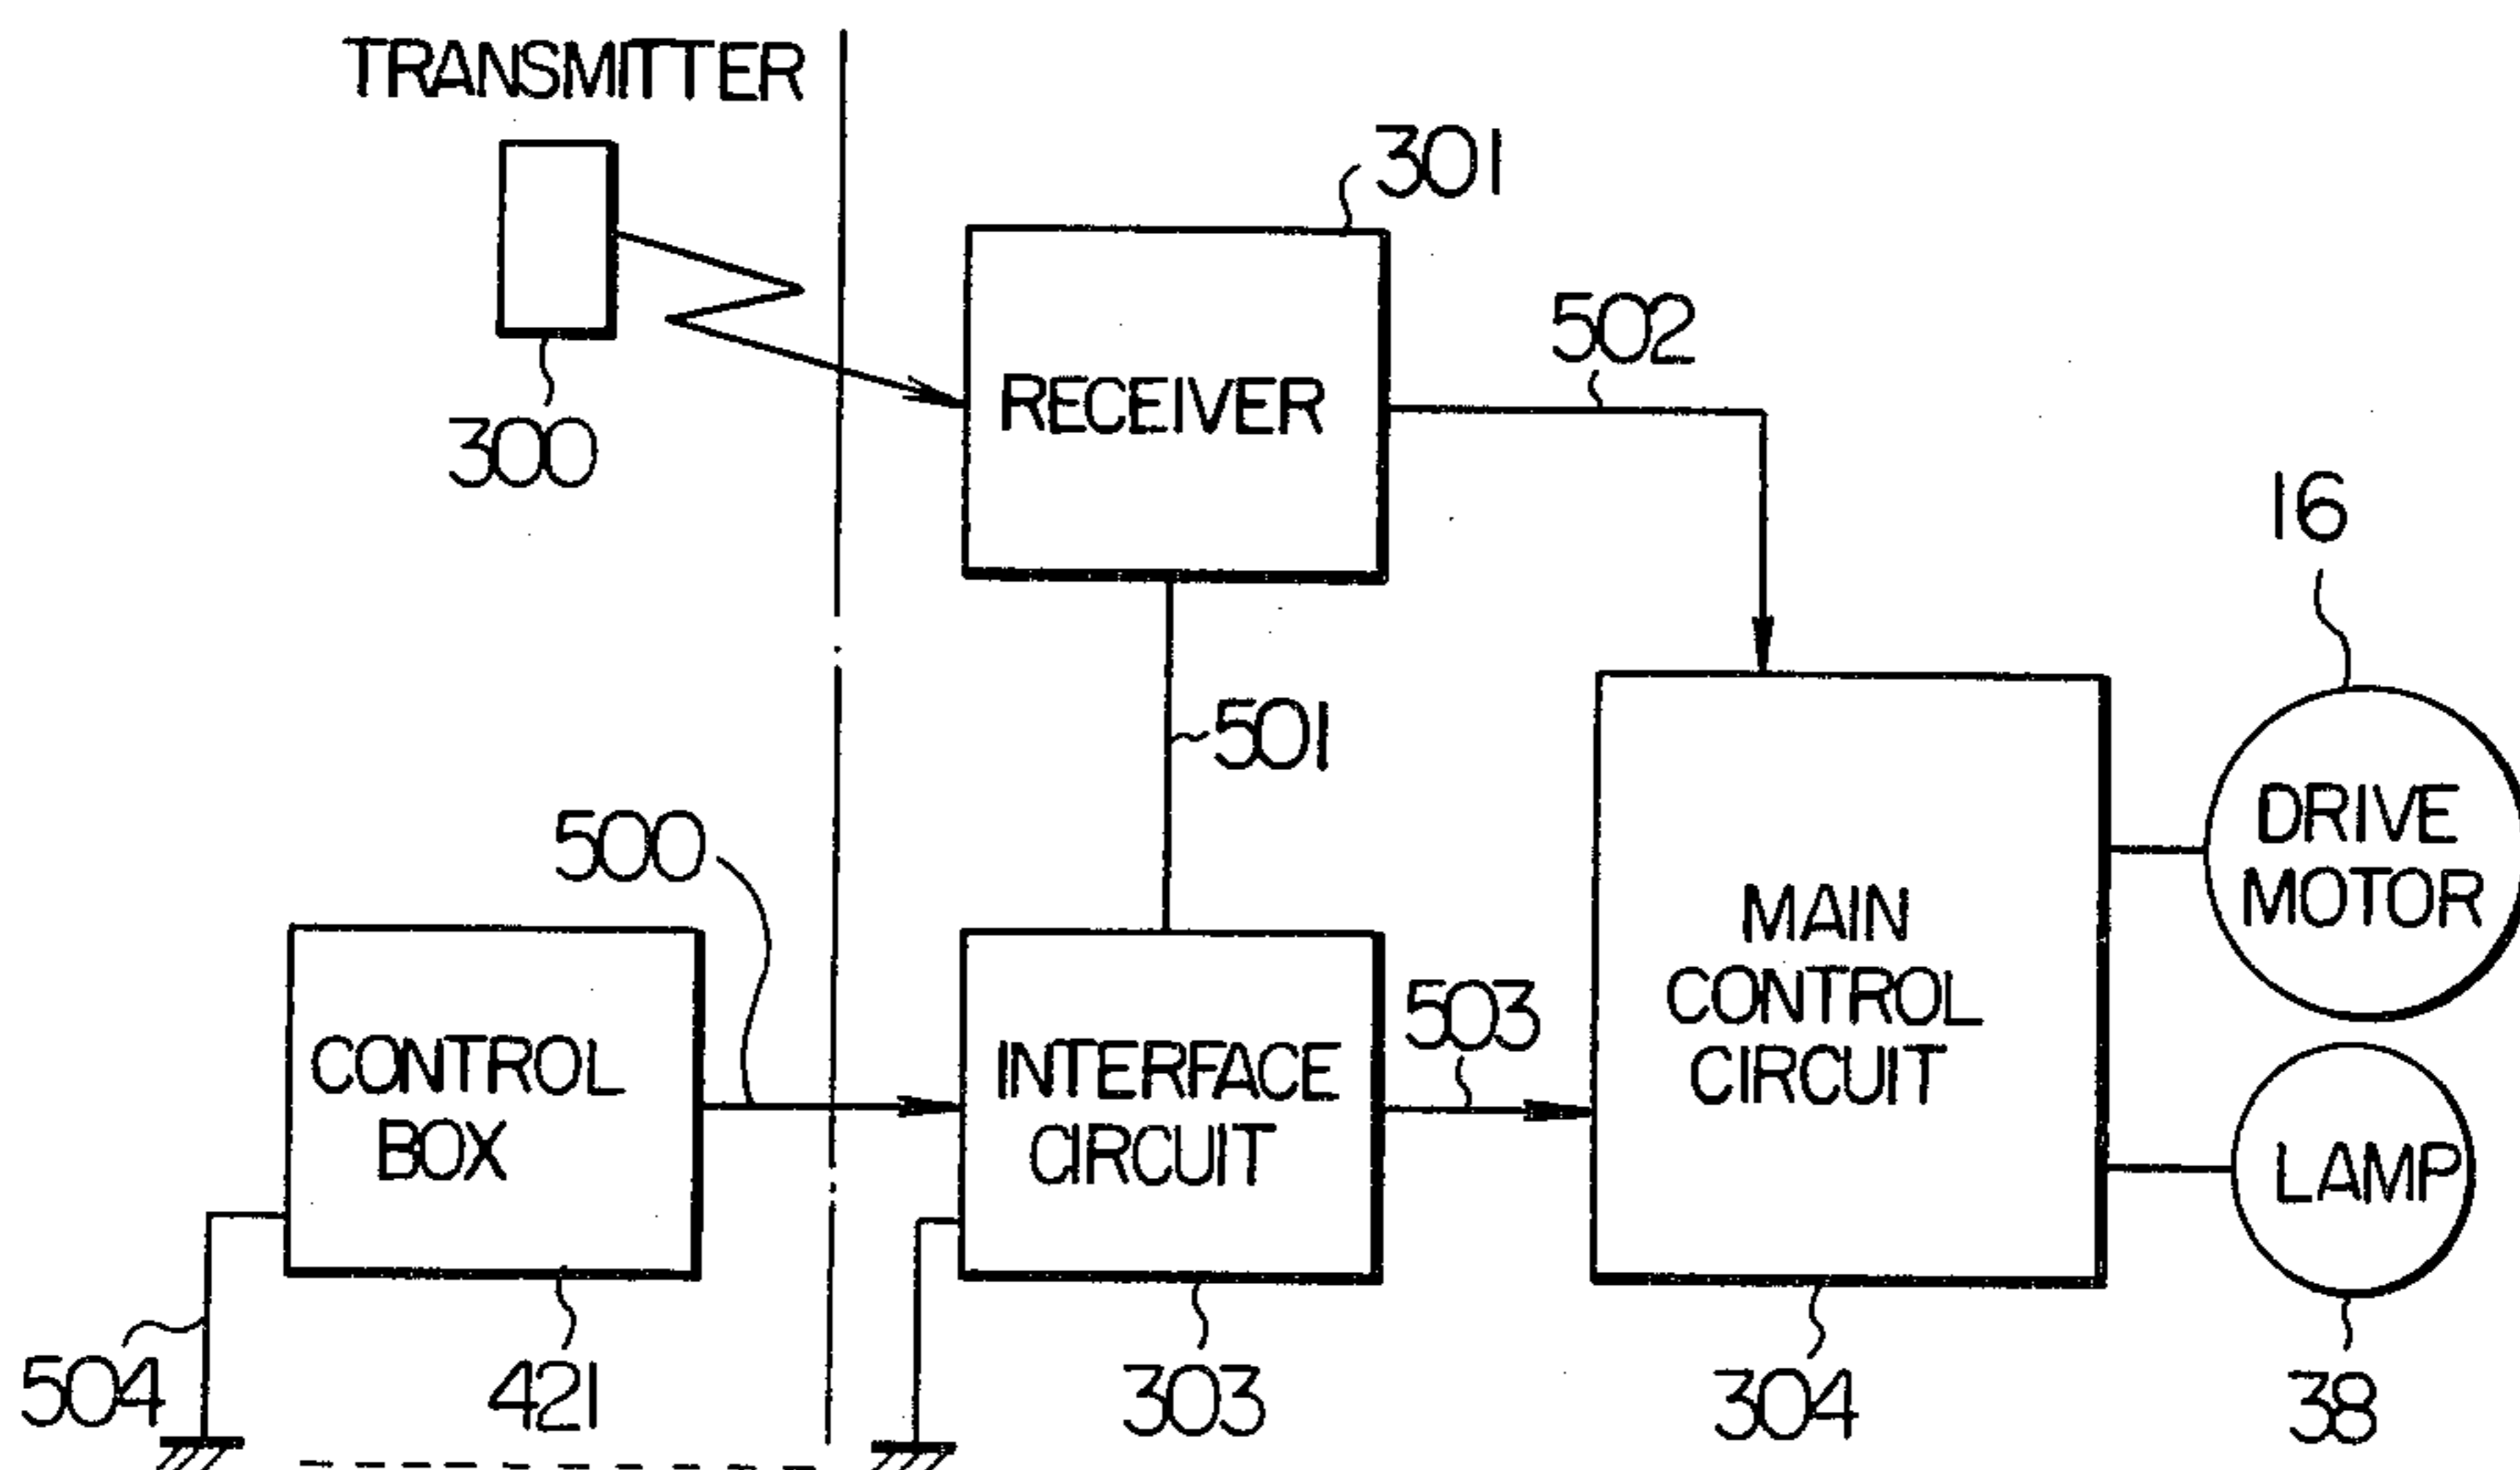 TRANSMITTER
301
300
RECEIVER
502
16
501
500
DRIVE
MOTOR
MAIN
CONTROL
CIRCUIT
503
CONTROL
BOX
INTERFACE
CIRCUIT
LAMP
504
421
303
304
38